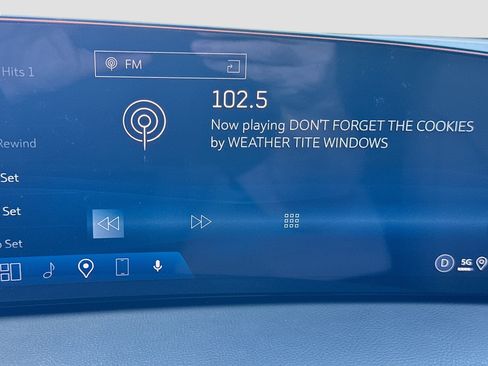 Hits 1
FM
102.5
Now playing DON'T FORGET THE COOKIES
by WEATHER TITE WINDOWS
Rewind
Set
Set
Set
D
5G